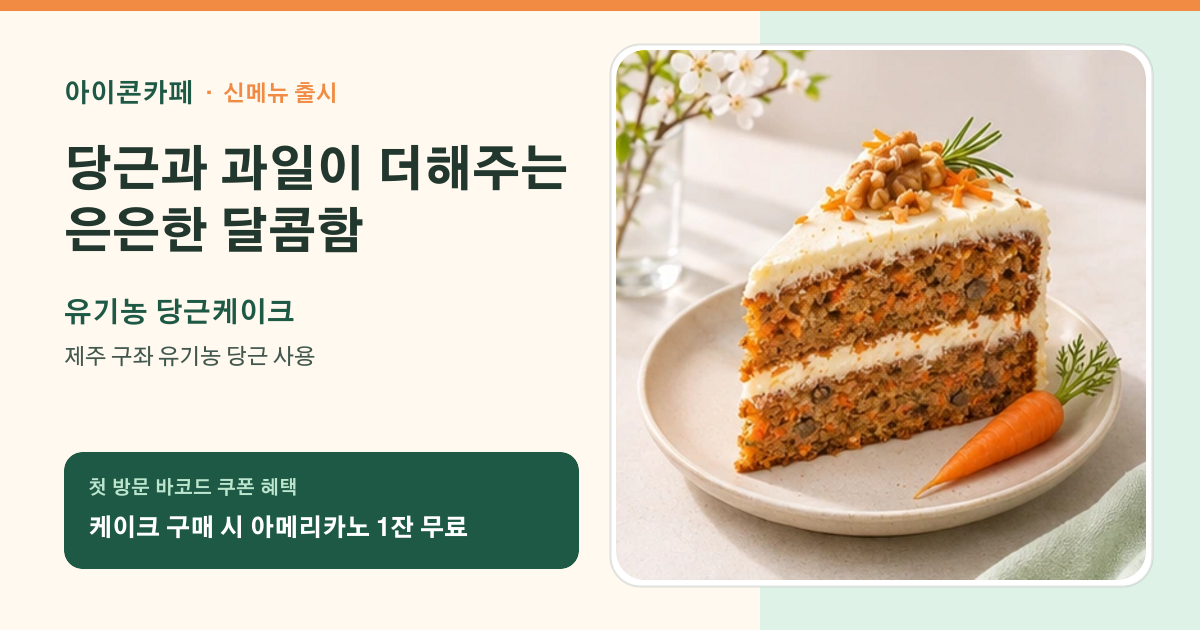 아이콘카페 · 신메뉴 출시
당근과 과일이 더해주는
은은한 달콤함
유기농 당근케이크
제주 구좌 유기농 당근 사용
첫 방문 바코드 쿠폰 혜택
케이크 구매 시 아메리카노 1잔 무료